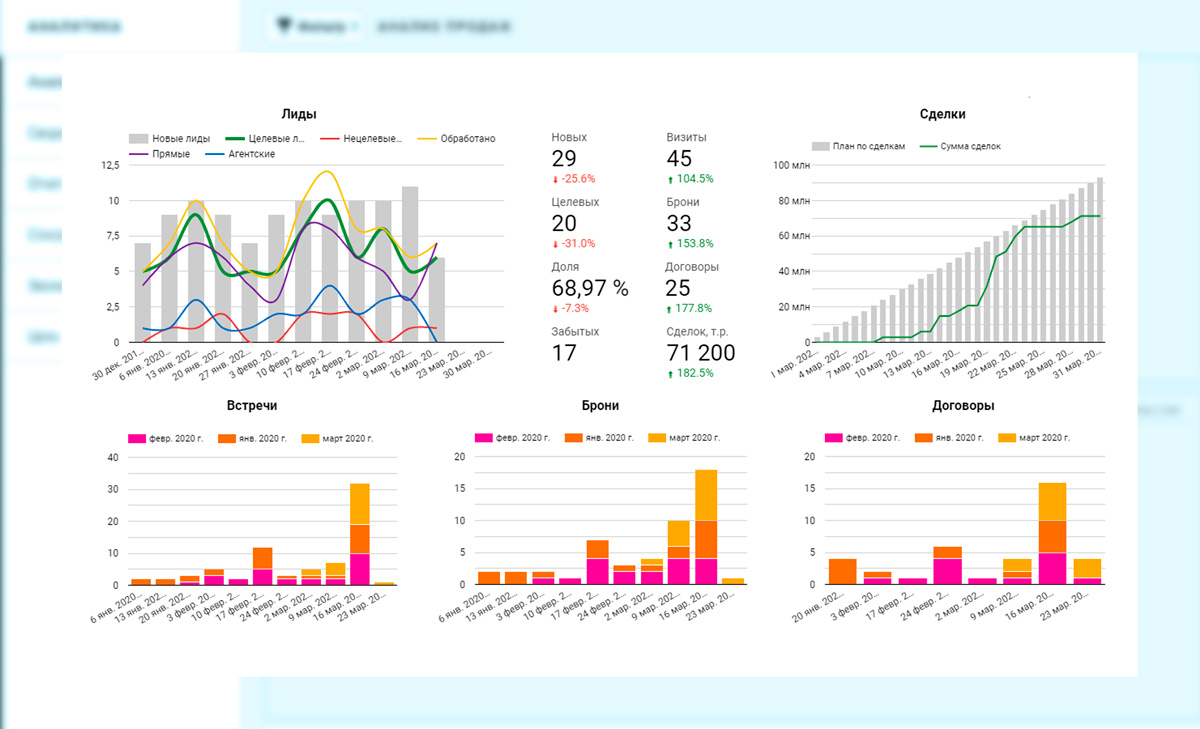 АНАЛИТИКА
Фильтр
АНАЛИЗ ПРОДАЖ
Лиды
Новые лиды
Целевые л...
Нецелевые...
Обработано
Прямые
Агентские
12,5
10
7,5
5
2,5
0
30 дек. 201...
6 янв. 2020...
13 янв. 202...
20 янв. 202...
27 янв. 202...
3 февр. 20...
10 февр. 2...
17 февр. 2...
24 февр. 2...
2 мар. 202...
9 мар. 202...
16 мар. 20...
23 мар. 20...
30 мар. 20...
Новых
29
-25.6%
Целевых
20
-31.0%
Доля
68,97 %
-7.3%
Забытых
17
Визиты
45
104.5%
Брони
33
153.8%
Договоры
25
177.8%
Сделок, т.р.
71 200
182.5%
Сделки
План по сделкам
Сумма сделок
100 млн
80 млн
60 млн
40 млн
20 млн
0
1 мар. 202...
4 мар. 202...
7 мар. 202...
10 мар. 20...
13 мар. 20...
16 мар. 20...
19 мар. 20...
22 мар. 20...
25 мар. 20...
28 мар. 20...
31 мар. 20...
Встречи
февр. 2020 г.
янв. 2020 г.
март 2020 г.
40
30
20
10
0
6 янв. 2020...
13 янв. 202...
20 янв. 202...
3 февр. 20...
10 февр. 2...
17 февр. 2...
24 февр. 2...
2 мар. 202...
9 мар. 202...
16 мар. 20...
23 мар. 20...
Брони
февр. 2020 г.
янв. 2020 г.
март 2020 г.
20
15
10
5
0
6 янв. 2020...
13 янв. 202...
20 янв. 202...
3 февр. 20...
10 февр. 2...
17 февр. 2...
24 февр. 2...
2 мар. 202...
9 мар. 202...
16 мар. 20...
23 мар. 20...
Договоры
февр. 2020 г.
янв. 2020 г.
март 2020 г.
20
15
10
5
0
20 янв. 202...
3 февр. 20...
17 февр. 2...
24 февр. 2...
2 мар. 202...
9 мар. 202...
16 мар. 20...
23 мар. 20...